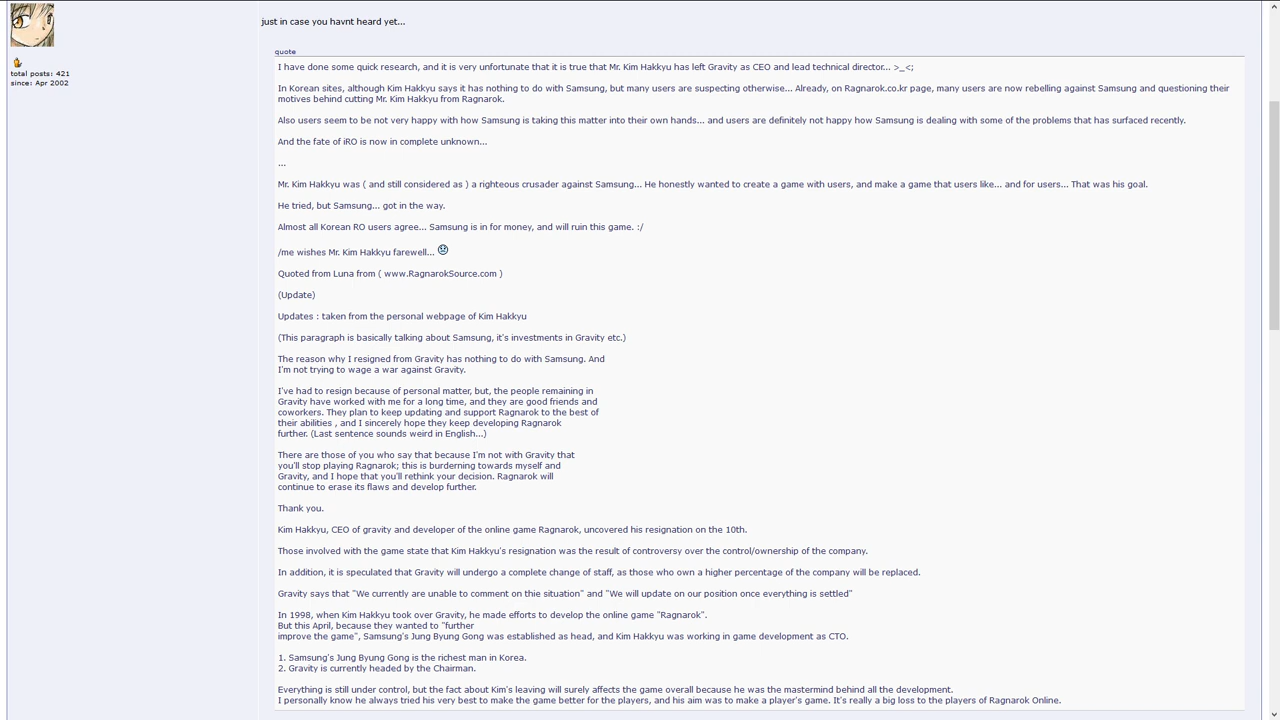 just in case you havnt heard yet...
total posts: 421
since: Apr 2002
quote
I have done some quick research, and it is very unfortunate that it is true that Mr. Kim Hakkyu has left Gravity as CEO and lead technical director... >_<;
In Korean sites, although Kim Hakkyu says it has nothing to do with Samsung, but many users are suspecting otherwise... Already, on Ragnarok.co.kr page, many users are now rebelling against Samsung and questioning their
motives behind cutting Mr. Kim Hakkyu from Ragnarok.
Also users seem to be not very happy with how Samsung is taking this matter into their own hands... and users are definitely not happy how Samsung is dealing with some of the problems that has surfaced recently.
And the fate of iRO is now in complete unknown...
...
Mr. Kim Hakkyu was ( and still considered as ) a righteous crusader against Samsung... He honestly wanted to create a game with users, and make a game that users like... and for users... That was his goal.
He tried, but Samsung... got in the way.
Almost all Korean RO users agree... Samsung is in for money, and will ruin this game. :/
/me wishes Mr. Kim Hakkyu farewell...
Quoted from Luna from ( www.RagnarokSource.com )
(Update)
Updates : taken from the personal webpage of Kim Hakkyu
(This paragraph is basically talking about Samsung, it's investments in Gravity etc.)
The reason why I resigned from Gravity has nothing to do with Samsung. And
I'm not trying to wage a war against Gravity.
I've had to resign because of personal matter, but, the people remaining in
Gravity have worked with me for a long time, and they are good friends and
coworkers. They plan to keep updating and support Ragnarok to the best of
their abilities , and I sincerely hope they keep developing Ragnarok
further. (Last sentence sounds weird in English...)
There are those of you who say that because I'm not with Gravity that
you'll stop playing Ragnarok; this is burderning towards myself and
Gravity, and I hope that you'll rethink your decision. Ragnarok will
continue to erase its flaws and develop further.
Thank you.
Kim Hakkyu, CEO of gravity and developer of the online game Ragnarok, uncovered his resignation on the 10th.
Those involved with the game state that Kim Hakkyu's resignation was the result of controversy over the control/ownership of the company.
In addition, it is speculated that Gravity will undergo a complete change of staff, as those who own a higher percentage of the company will be replaced.
Gravity says that "We currently are unable to comment on thie situation" and "We will update on our position once everything is settled"
In 1998, when Kim Hakkyu took over Gravity, he made efforts to develop the online game "Ragnarok".
But this April, because they wanted to "further
improve the game", Samsung's Jung Byung Gong was established as head, and Kim Hakkyu was working in game development as CTO.
1. Samsung's Jung Byung Gong is the richest man in Korea.
2. Gravity is currently headed by the Chairman.
Everything is still under control, but the fact about Kim's leaving will surely affects the game overall because he was the mastermind behind all the development.
I personally know he always tried his very best to make the game better for the players, and his aim was to make a player's game. It's really a big loss to the players of Ragnarok Online.